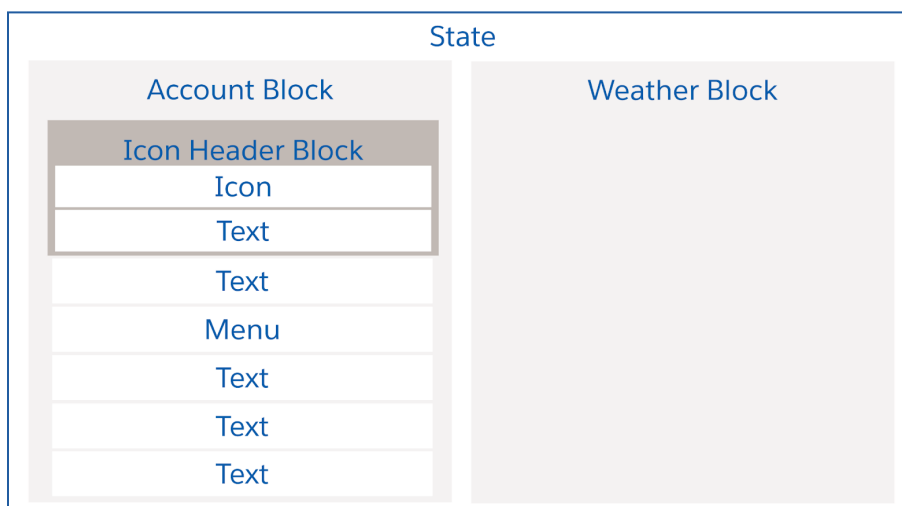 State
Account Block
Weather Block
Icon Header Block
Icon
Text
Text
Menu
Text
Text
Text